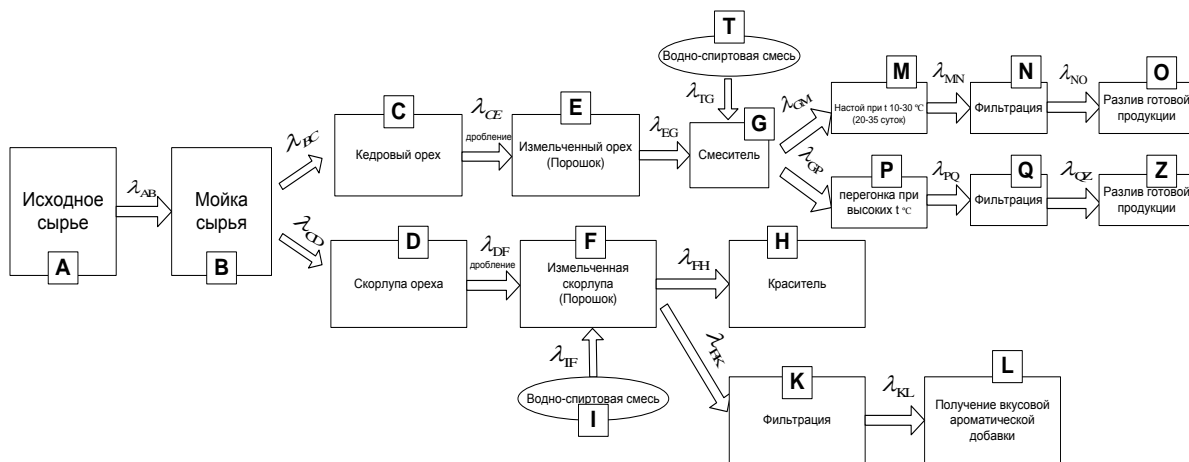 T
Водно-спиртовая смесь
λTG
M
Настой при t 10-30 ℃
(20-35 суток)
λMN
N
Фильтрация
λNO
O
Разлив готовой
продукции
λGM
C
Кедровый орех
λCE
дробление
E
Измельченный орех
(Порошок)
λEG
G
Смеситель
λGP
P
перегонка при
высоких t ℃
λPQ
Q
Фильтрация
λQZ
Z
Разлив готовой
продукции
λBC
Исходное
сырье
A
λAB
Мойка
сырья
B
λCD
D
Скорлупа ореха
λDF
дробление
F
Измельченная
скорлупа
(Порошок)
λFH
H
Краситель
λIF
Водно-спиртовая смесь
I
λFK
K
Фильтрация
λKL
L
Получение вкусовой
ароматической
добавки